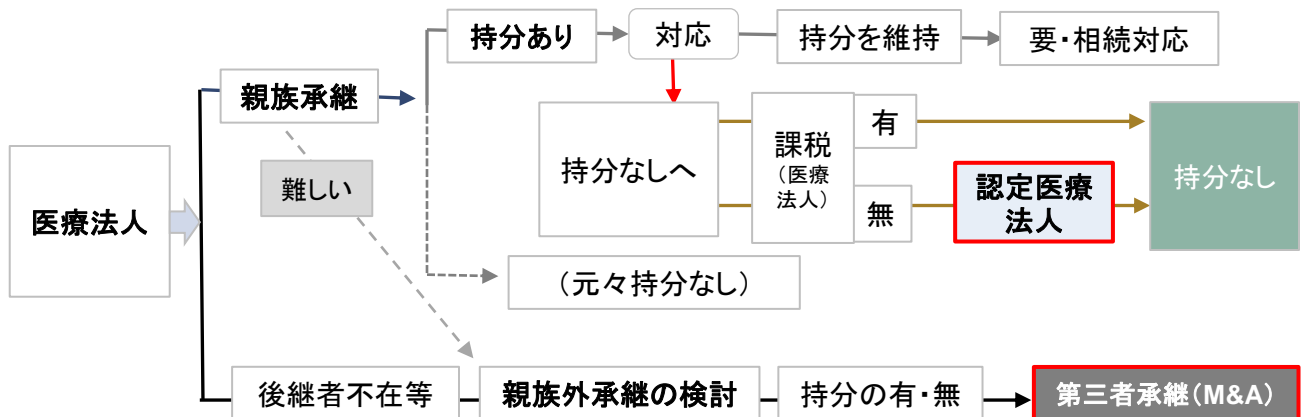 持分あり
対応
持分を維持
要・相続対応
親族承継
持分なしへ
課税
（医療
法人）
有
無
認定医療
法人
持分なし
難しい
医療法人
（元々持分なし）
後継者不在等
親族外承継の検討
持分の有・無
第三者承継（M&A）